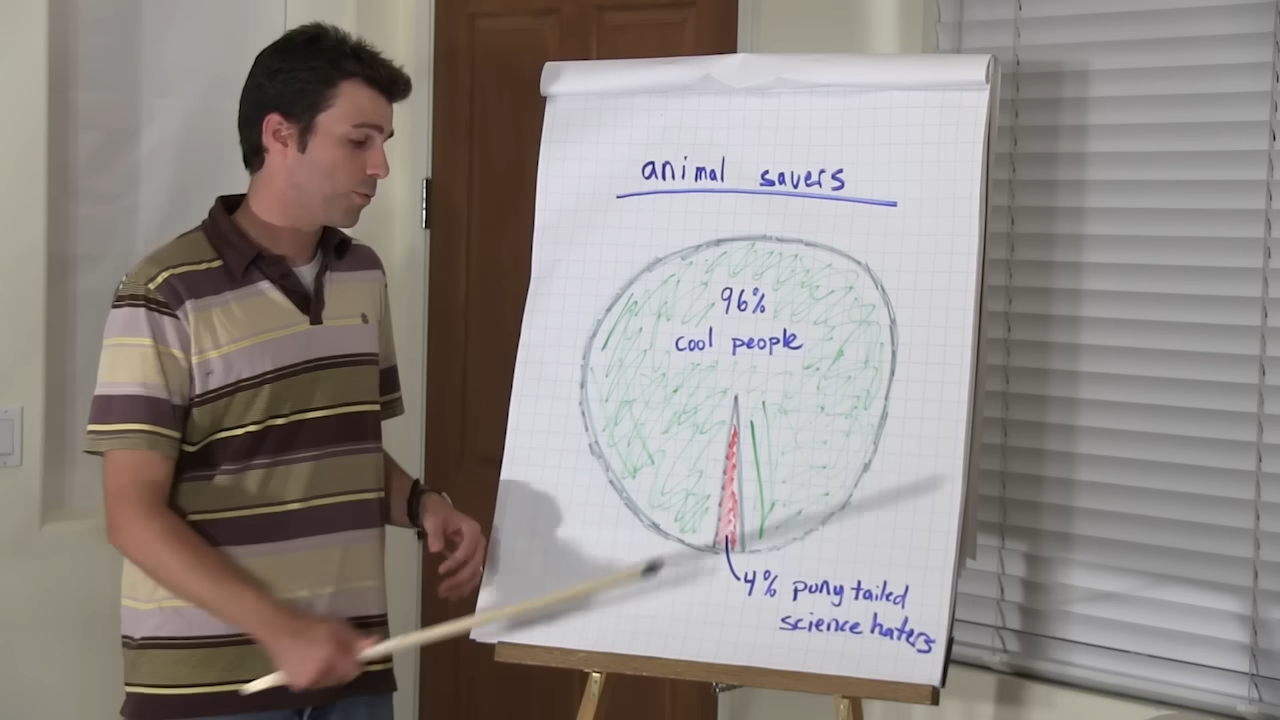 animal savers
96%
cool people
4% pony tailed
science haters